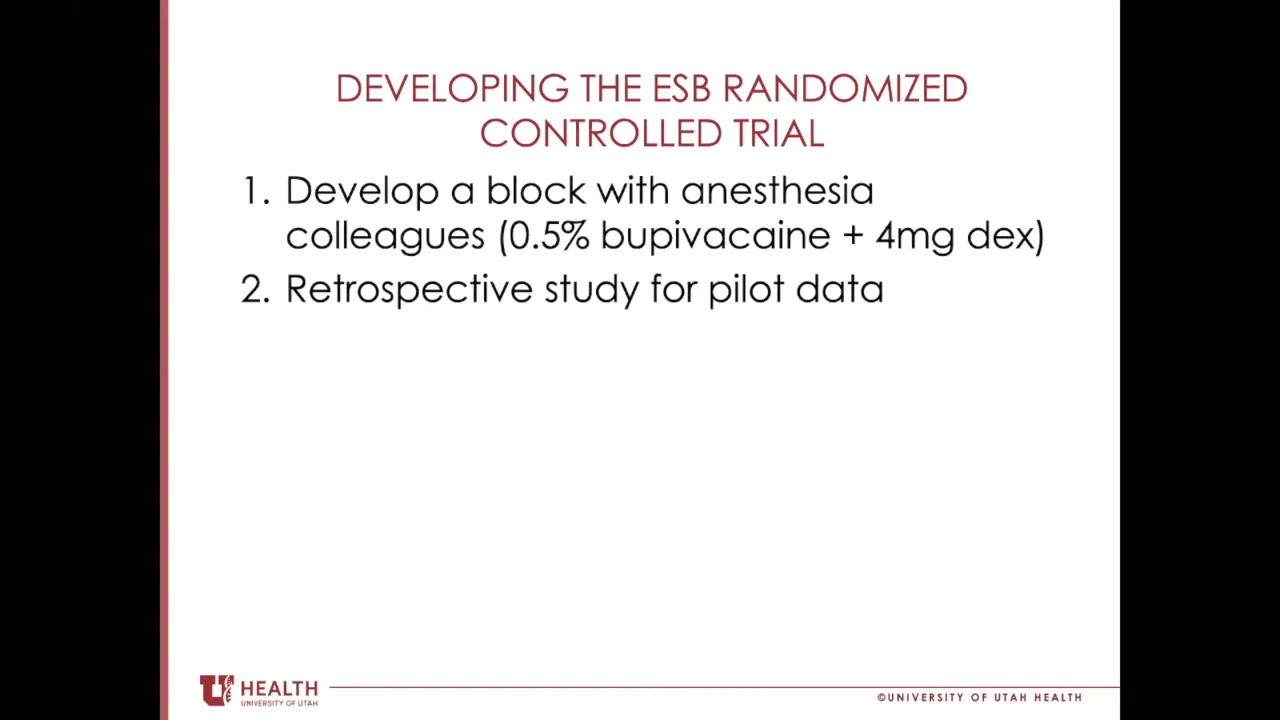 DEVELOPING THE ESB RANDOMIZED
CONTROLLED TRIAL
1. Develop a block with anesthesia
colleagues (0.5% bupivacaine + 4mg dex)
2. Retrospective study for pilot data
U HEALTH
UNIVERSITY OF UTAH
©UNIVERSITY OF UTAH HEALTH